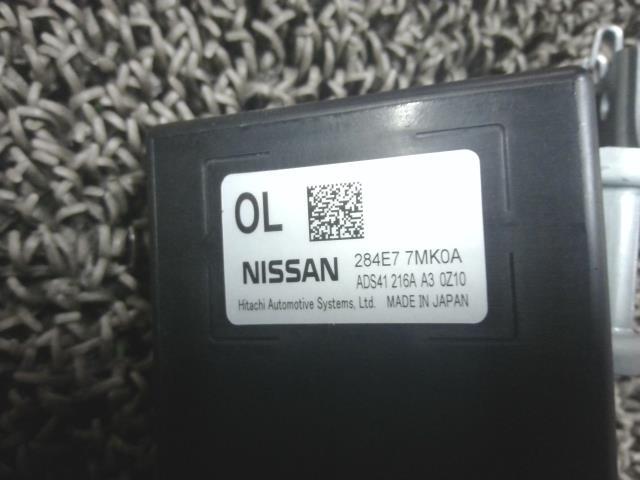 OL
NISSAN 284E7 7MK0A
ADS41 216A A3 0Z10
Hitachi Automotive Systems, Ltd. MADE IN JAPAN